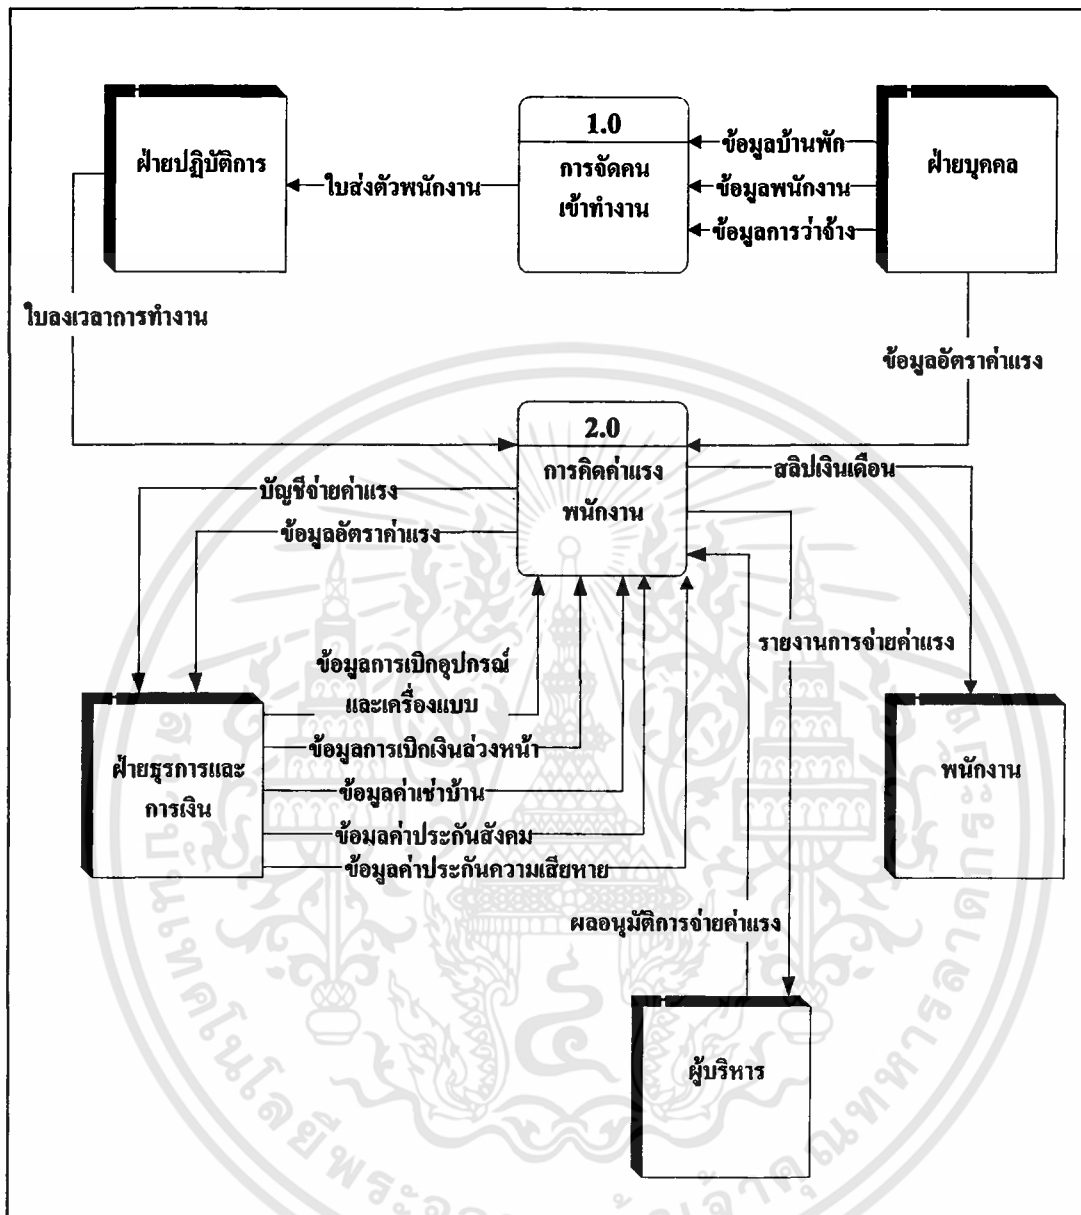 1.0
การจัดคน
เข้าทำงาน
ฝ่ายปฏิบัติการ
ใบส่งตัวพนักงาน
ข้อมูลบ้านพัก
ข้อมูลพนักงาน
ข้อมูลการว่าจ้าง
ฝ่ายบุคคล
ใบลงเวลาการทำงาน
ข้อมูลอัตราค่าแรง
2.0
การคิดค่าแรง
พนักงาน
สลิปเงินเดือน
บัญชีจ่ายค่าแรง
ข้อมูลอัตราค่าแรง
รายงานการจ่ายค่าแรง
ข้อมูลการเบิกอุปกรณ์
และเครื่องแบบ
ข้อมูลการเบิกเงินล่วงหน้า
ข้อมูลค่าเช่าบ้าน
ข้อมลค่าประกันสังคม
ข้อมูลค่าประกันความเสียหาย
ฝ่ายธุรการและ
การเงิน
พนักงาน
ผลอนุมัติการจ่ายค่าแรง
ผู้บริหาร